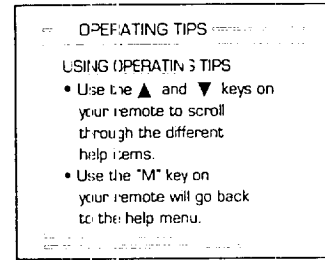 OPERATING TIPS
USING OPERATING TIPS
• Use the ▲ and ▼ keys on
your remote to scroll
through the different
help items.
• Use the "M" key on
your remote will go back
to the help menu.